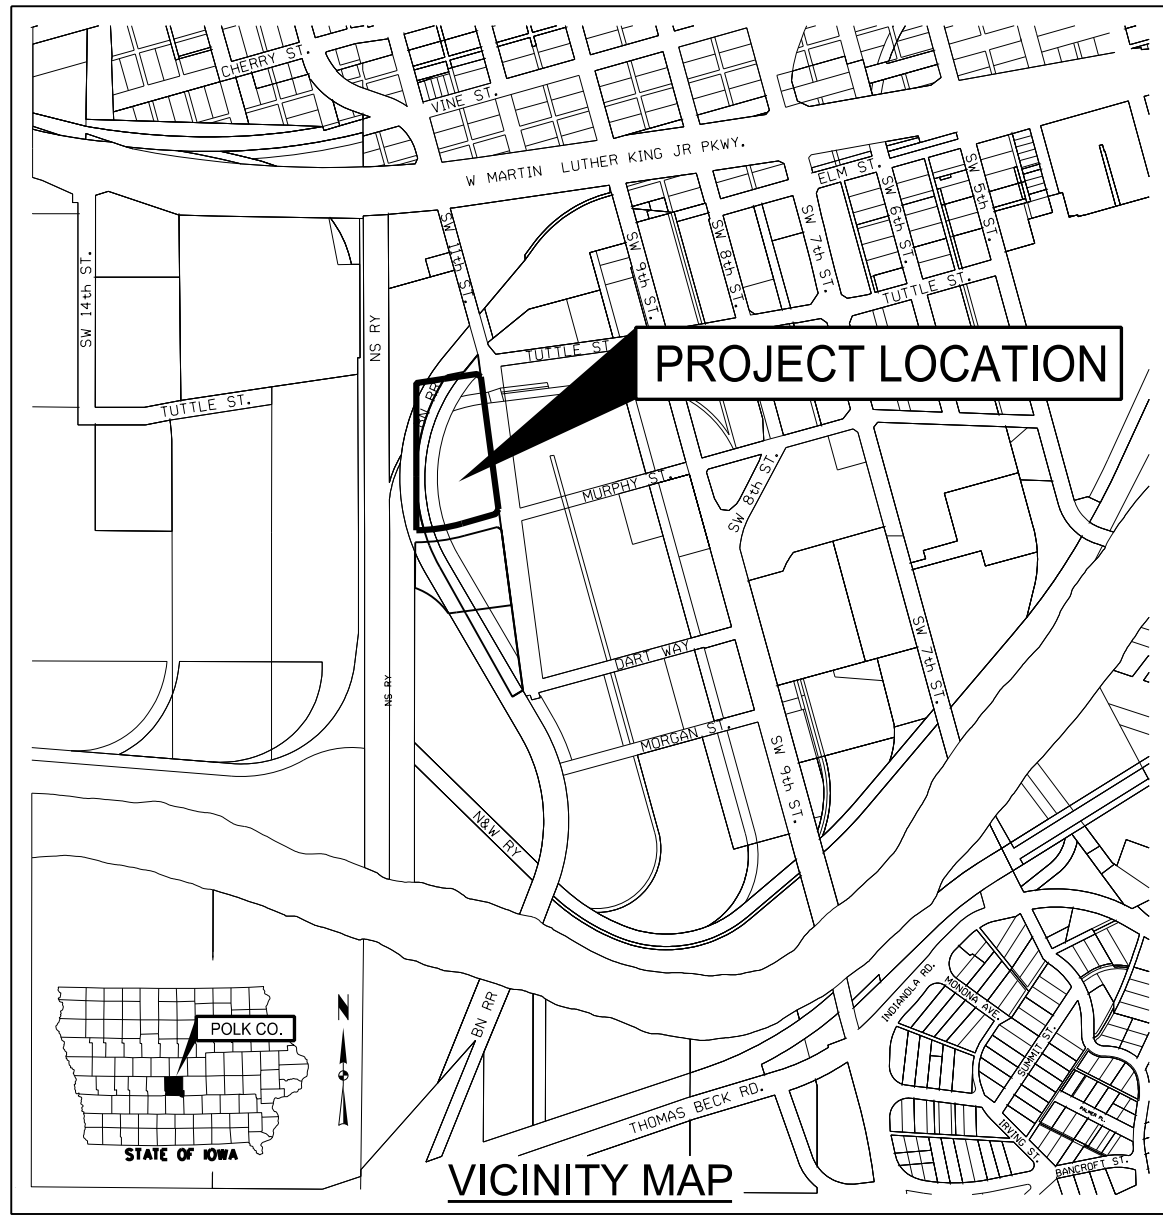 CHERRY ST.
VINE ST.
W MARTIN LUTHER KING JR PKWY.
ELM ST.
SW 5th ST.
SW 6th ST.
SW 7th ST.
SW 8th ST.
SW 9th ST.
SW 11th S
SW 14th ST.
NS RY
TUTTLE ST.
TUTTLE ST
TUTTLE ST.
PROJECT LOCATION
BN RR
MURPHY ST.
SW 8th ST.
SW 7th ST.
DART WAY
NS RY
MORGAN ST.
SW 9th ST.
N&W RY
INDIANOLA RD.
MONONA AVE.
SUMMIT ST.
PALMER PL.
IRVING ST.
BANCROFT ST.
BN RR
THOMAS BECK RD.
N
POLK CO.
STATE OF IOWA
VICINITY MAP